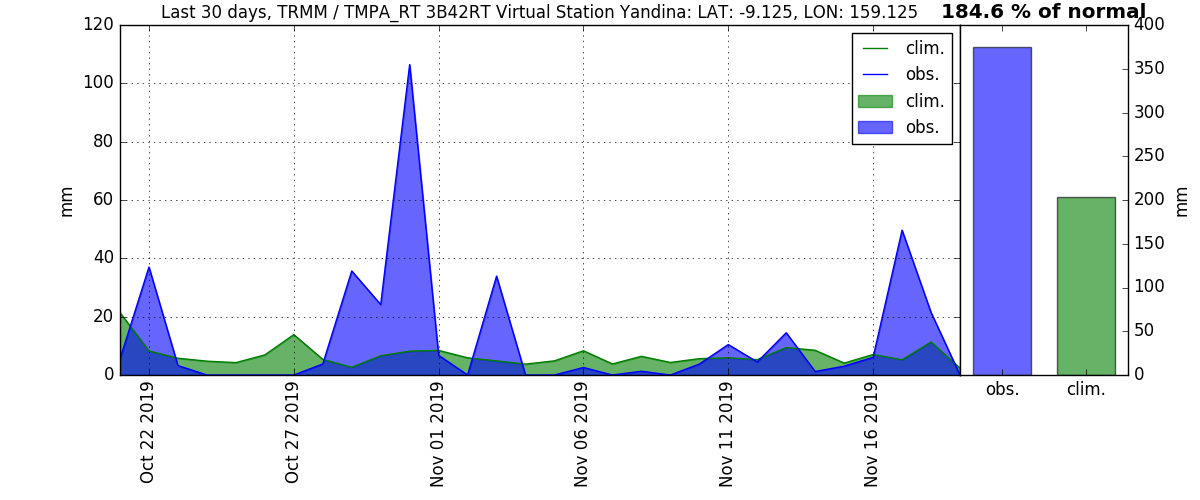 Last 30 days, TRMM / TMPA_RT 3B42RT Virtual Station Yandina: LAT: -9.125, LON: 159.125
184.6 % of normal
120
100
80
60
40
20
0
mm
clim.
obs.
clim.
obs.
Oct 22 2019
Oct 27 2019
Nov 01 2019
Nov 06 2019
Nov 11 2019
Nov 16 2019
400
350
300
250
200
150
100
50
0
mm
obs.
clim.